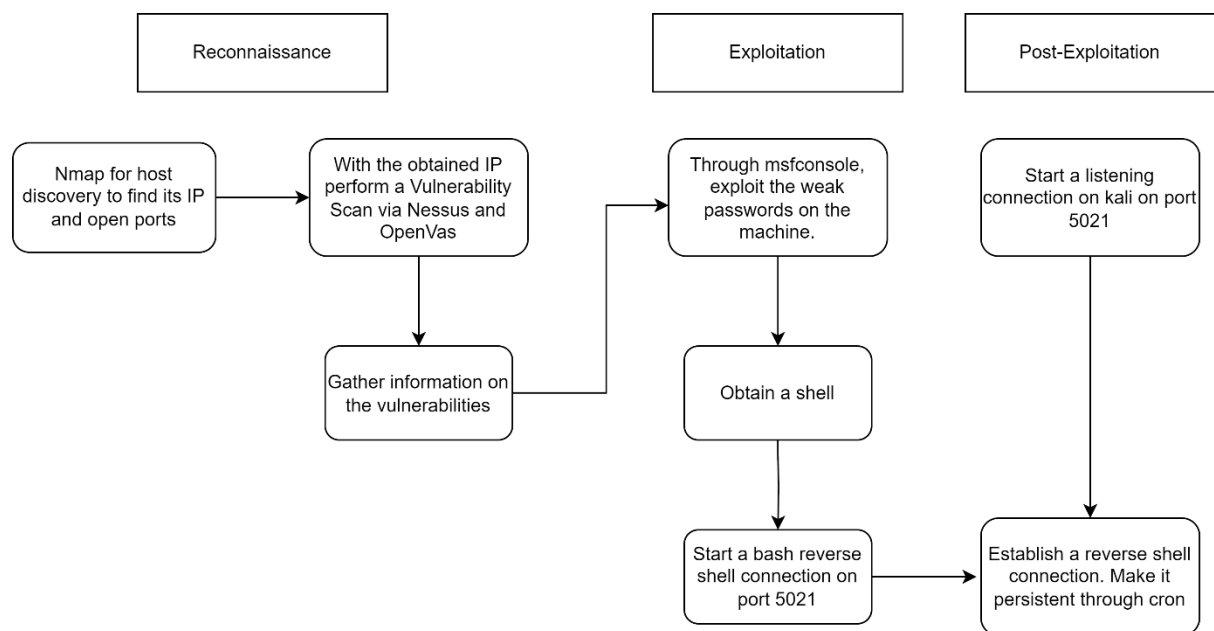 Reconnaissance
Exploitation
Post-Exploitation
Nmap for host
discovery to find its IP
and open ports
With the obtained IP
perform a Vulnerability
Scan via Nessus and
OpenVas
Through msfconsole,
exploit the weak
passwords on the
machine.
Start a listening
connection on kali on port
5021
Gather information on
the vulnerabilities
Obtain a shell
Start a bash reverse
shell connection on
port 5021
Establish a reverse shell
connection. Make it
persistent through cron